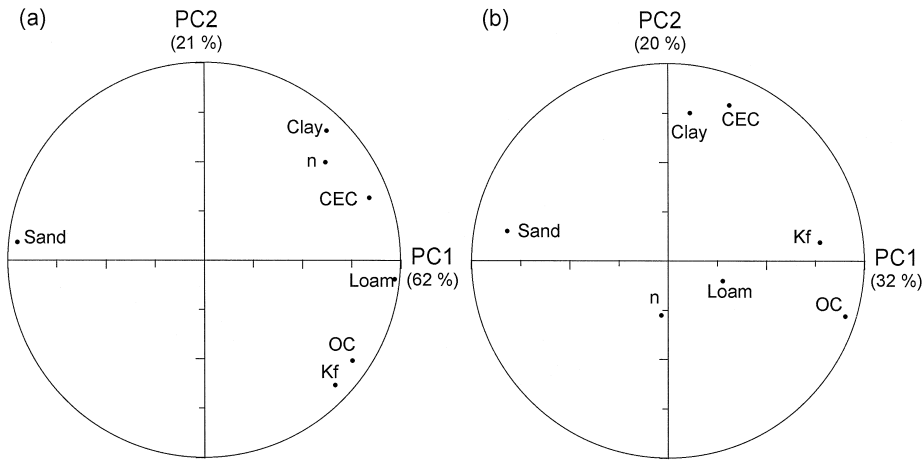 (a)
PC2
(21 %)
Clay
n
CEC
Sand
PC1
(62 %)
Loam
OC
Kf
(b)
PC2
(20 %)
Clay
CEC
Sand
Kf
PC1
(32 %)
Loam
n
OC